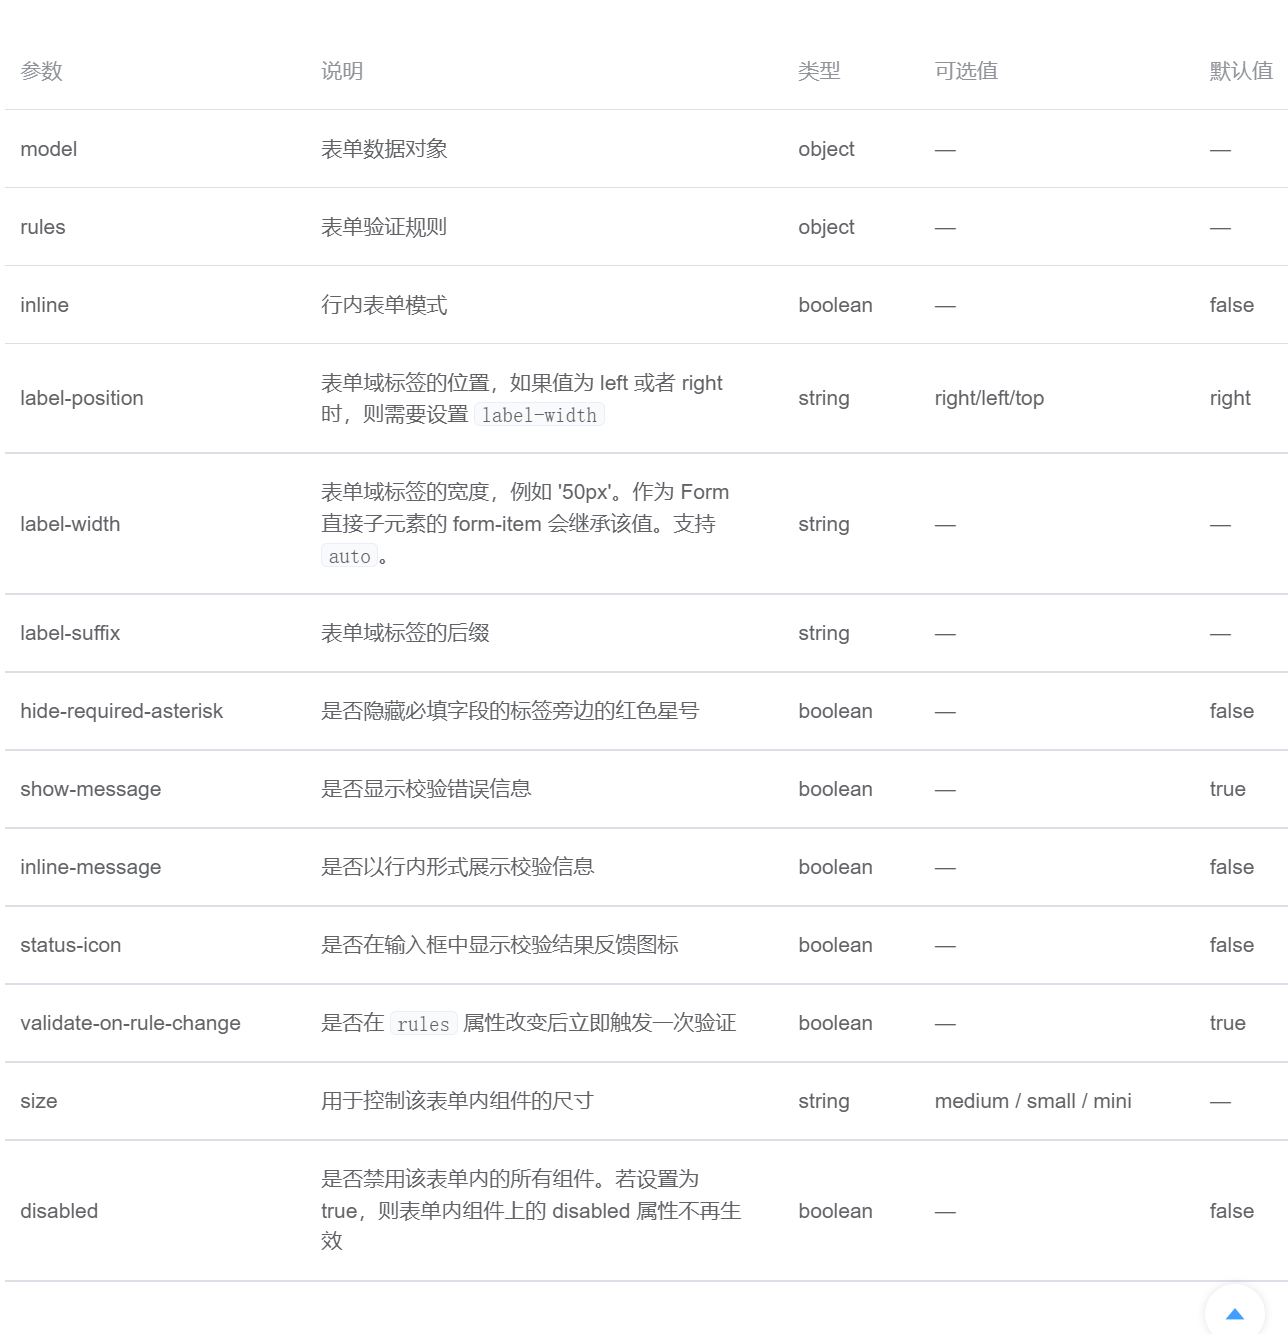 参数 说明 类型 可选值 默认值
model 表单数据对象 object — —
rules 表单验证规则 object — —
inline 行内表单模式 boolean — false
label-position 表单域标签的位置，如果值为 left 或者 right
时，则需要设置 label-width string right/left/top right
label-width 表单域标签的宽度，例如 '50px'。作为 Form
直接子元素的 form-item 会继承该值。支持
auto。 string — —
label-suffix 表单域标签的后缀 string — —
hide-required-asterisk 是否隐藏必填字段的标签旁边的红色星号 boolean — false
show-message 是否显示校验错误信息 boolean — true
inline-message 是否以行内形式展示校验信息 boolean — false
status-icon 是否在输入框中显示校验结果反馈图标 boolean — false
validate-on-rule-change 是否在 rules 属性改变后立即触发一次验证 boolean — true
size 用于控制该表单内组件的尺寸 string medium / small / mini —
disabled 是否禁用该表单内的所有组件。若设置为
true，则表单内组件上的 disabled 属性不再生
效 boolean — false